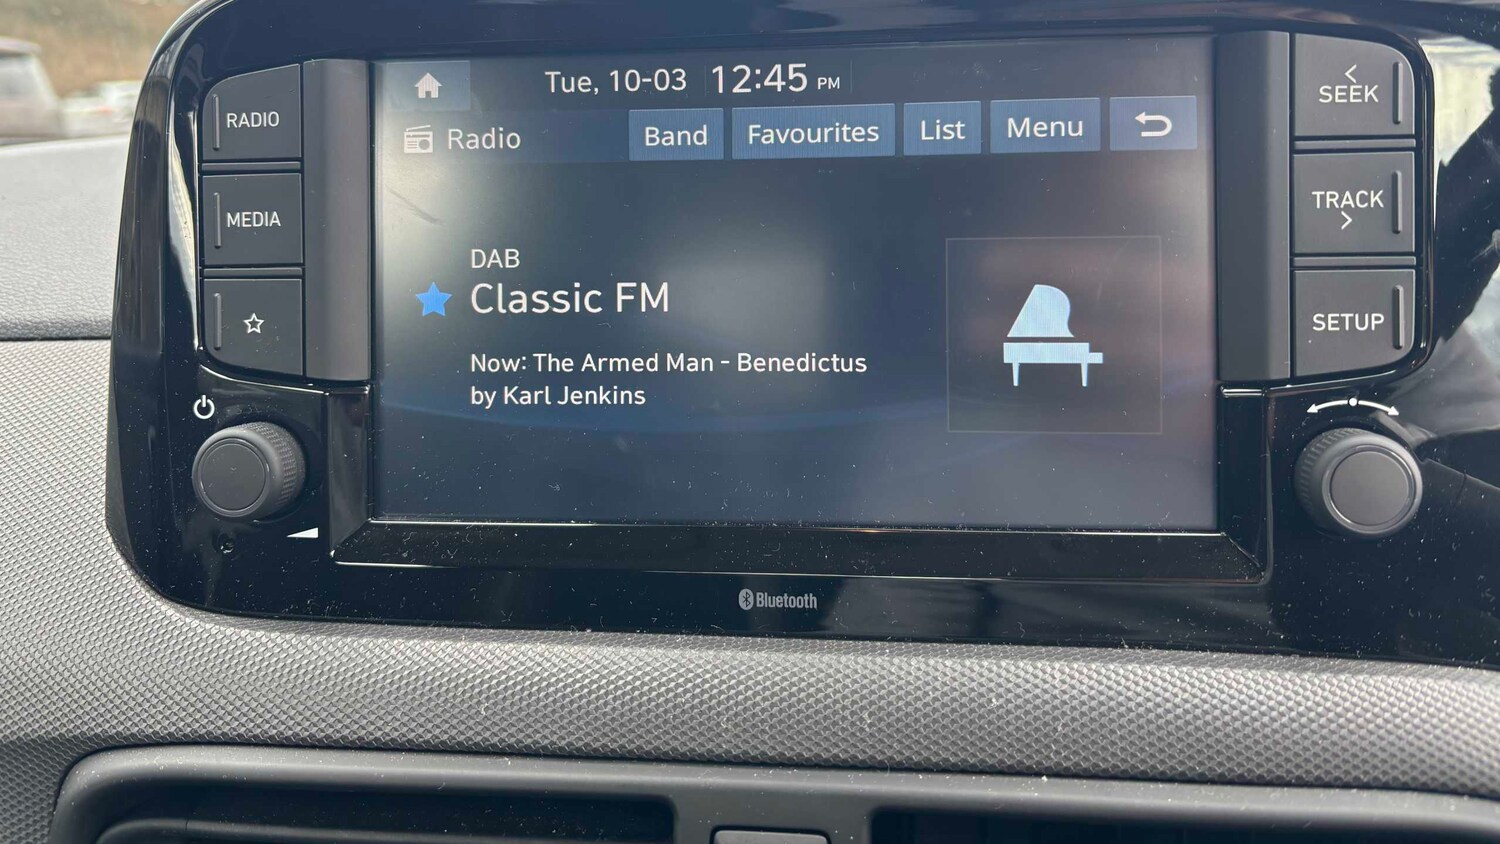 RADIO
MEDIA
Tue, 10-03 12:45 PM
Radio
Band
Favourites
List
Menu
DAB
Classic FM
Now: The Armed Man - Benedictus
by Karl Jenkins
SEEK
TRACK
SETUP
Bluetooth